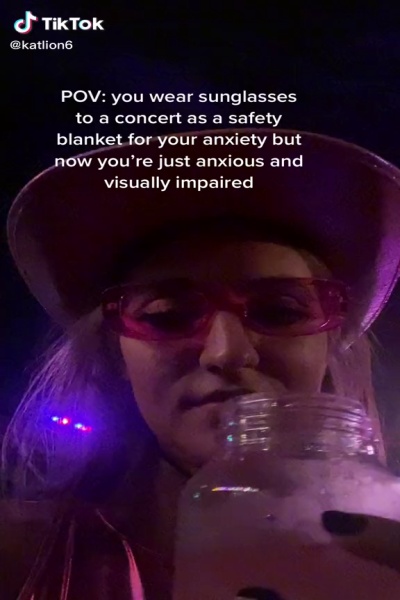 TikTok
@katlion6
POV: you wear sunglasses
to a concert as a safety
blanket for your anxiety but
now you're just anxious and
visually impaired